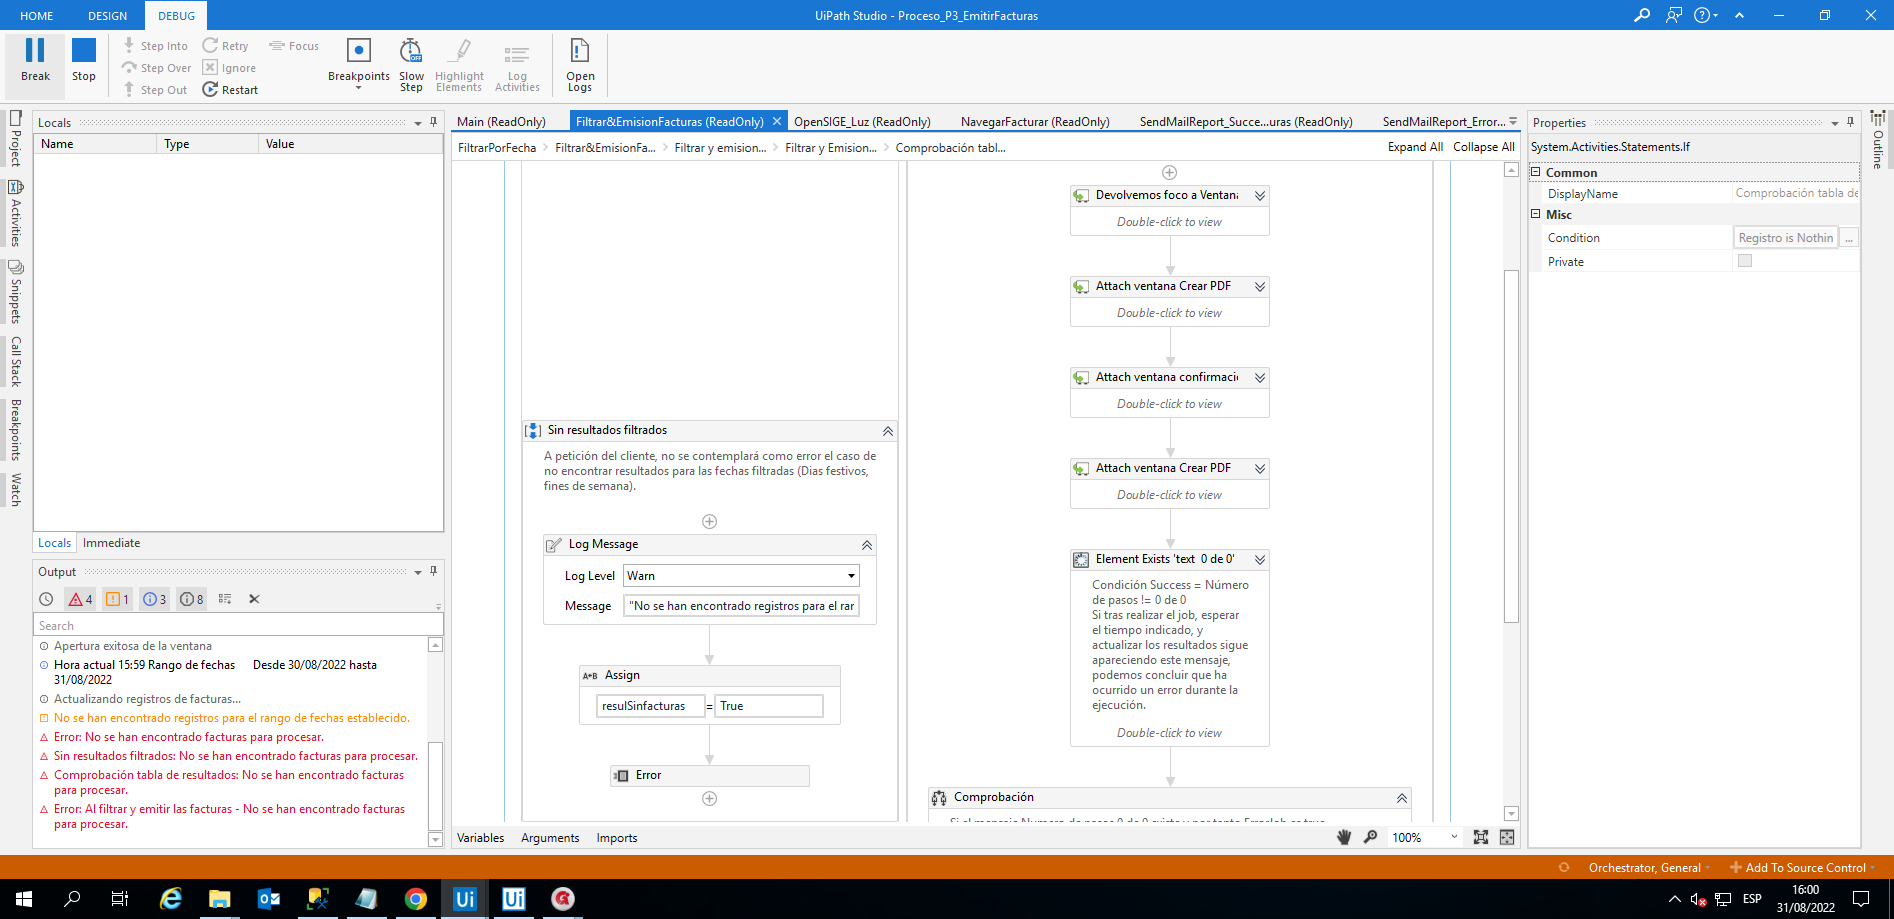 HOME
DESIGN
DEBUG
UiPath Studio - Proceso_P3_EmitirFacturas
Break
Stop
Step Into
Step Over
Step Out
Retry
Ignore
Restart
Focus
Breakpoints
Slow
Step
Highlight
Elements
Log
Activities
Open
Logs
Project
Activities
Snippets
Call Stack
Breakpoints
Watch
Locals
Name Type Value
Locals Immediate
Output
4 1 3 8
Search
Apertura exitosa de la ventana
Hora actual 15:59 Rango de fechas Desde 30/08/2022 hasta
31/08/2022
Actualizando registros de facturas...
No se han encontrado registros para el rango de fechas establecido.
Error: No se han encontrado facturas para procesar.
Sin resultados filtrados: No se han encontrado facturas para procesar.
Comprobación tabla de resultados: No se han encontrado facturas
para procesar.
Error: Al filtrar y emitir las facturas - No se han encontrado facturas
para procesar.
Main (ReadOnly)
Filtrar&EmisionFacturas (ReadOnly)
OpenSIGE_Luz (ReadOnly)
NavegarFacturar (ReadOnly)
SendMailReport_Succe...uras (ReadOnly)
SendMailReport_Error...
FiltrarPorFecha > Filtrar&EmisionFa... > Filtrar y emision... > Filtrar y Emision... > Comprobación tabl...
Expand All Collapse All
Sin resultados filtrados
A petición del cliente, no se contemplará como error el caso de
no encontrar resultados para las fechas filtradas (Dias festivos,
fines de semana).
Log Message
Log Level Warn
Message "No se han encontrado registros para el rar
A+B Assign
resulSinfacturas = True
Error
Devolvemos foco a Ventana
Double-click to view
Attach ventana Crear PDF
Double-click to view
Attach ventana confirmaci
Double-click to view
Attach ventana Crear PDF
Double-click to view
Element Exists 'text 0 de 0'
Condición Success = Número
de pasos != 0 de 0
Si tras realizar el job, esperar
el tiempo indicado, y
actualizar los resultados sigue
apareciendo este mensaje,
podemos concluir que ha
ocurrido un error durante la
ejecución.
Double-click to view
Comprobación
Variables Arguments Imports
100%
Properties
System.Activities.Statements.If
Common
DisplayName Comprobación tabla de
Misc
Condition Registro is Nothin ...
Private
Outline
Orchestrator, General
Add To Source Control
ESP
16:00
31/08/2022